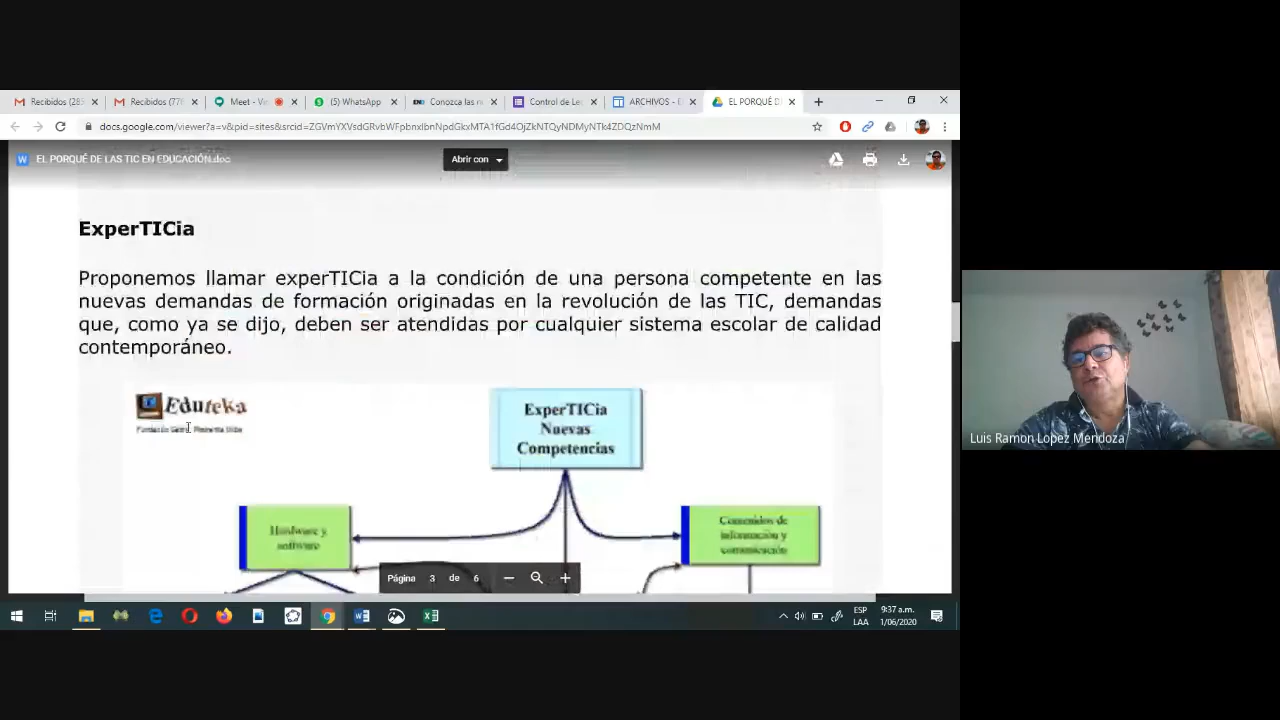 Recibidos (28
Recibidos (77
Meet - Vi
(5) WhatsApp
Conozca las n
Control de Lec
ARCHIVOS - E
EL PORQUÉ D
docs.google.com/viewer?a=v&pid=sites&srcid=
EL PORQUÉ DE LAS TIC EN EDUCACIÓN.doc
Abrir con
ExperTICia
Proponemos llamar experTICia a la condición de una persona competente en las
nuevas demandas de formación originadas en la revolución de las TIC, demandas
que, como ya se dijo, deben ser atendidas por cualquier sistema escolar de calidad
contemporáneo.
Eduteka
ExperTICia
Nuevas
Competencias
Hardware y
software
Contenidos de
información y
comunicación
Página 3 de 6
Luis Ramon Lopez Mendoza
ESP
LAA
9:37 a.m.
1/06/2020